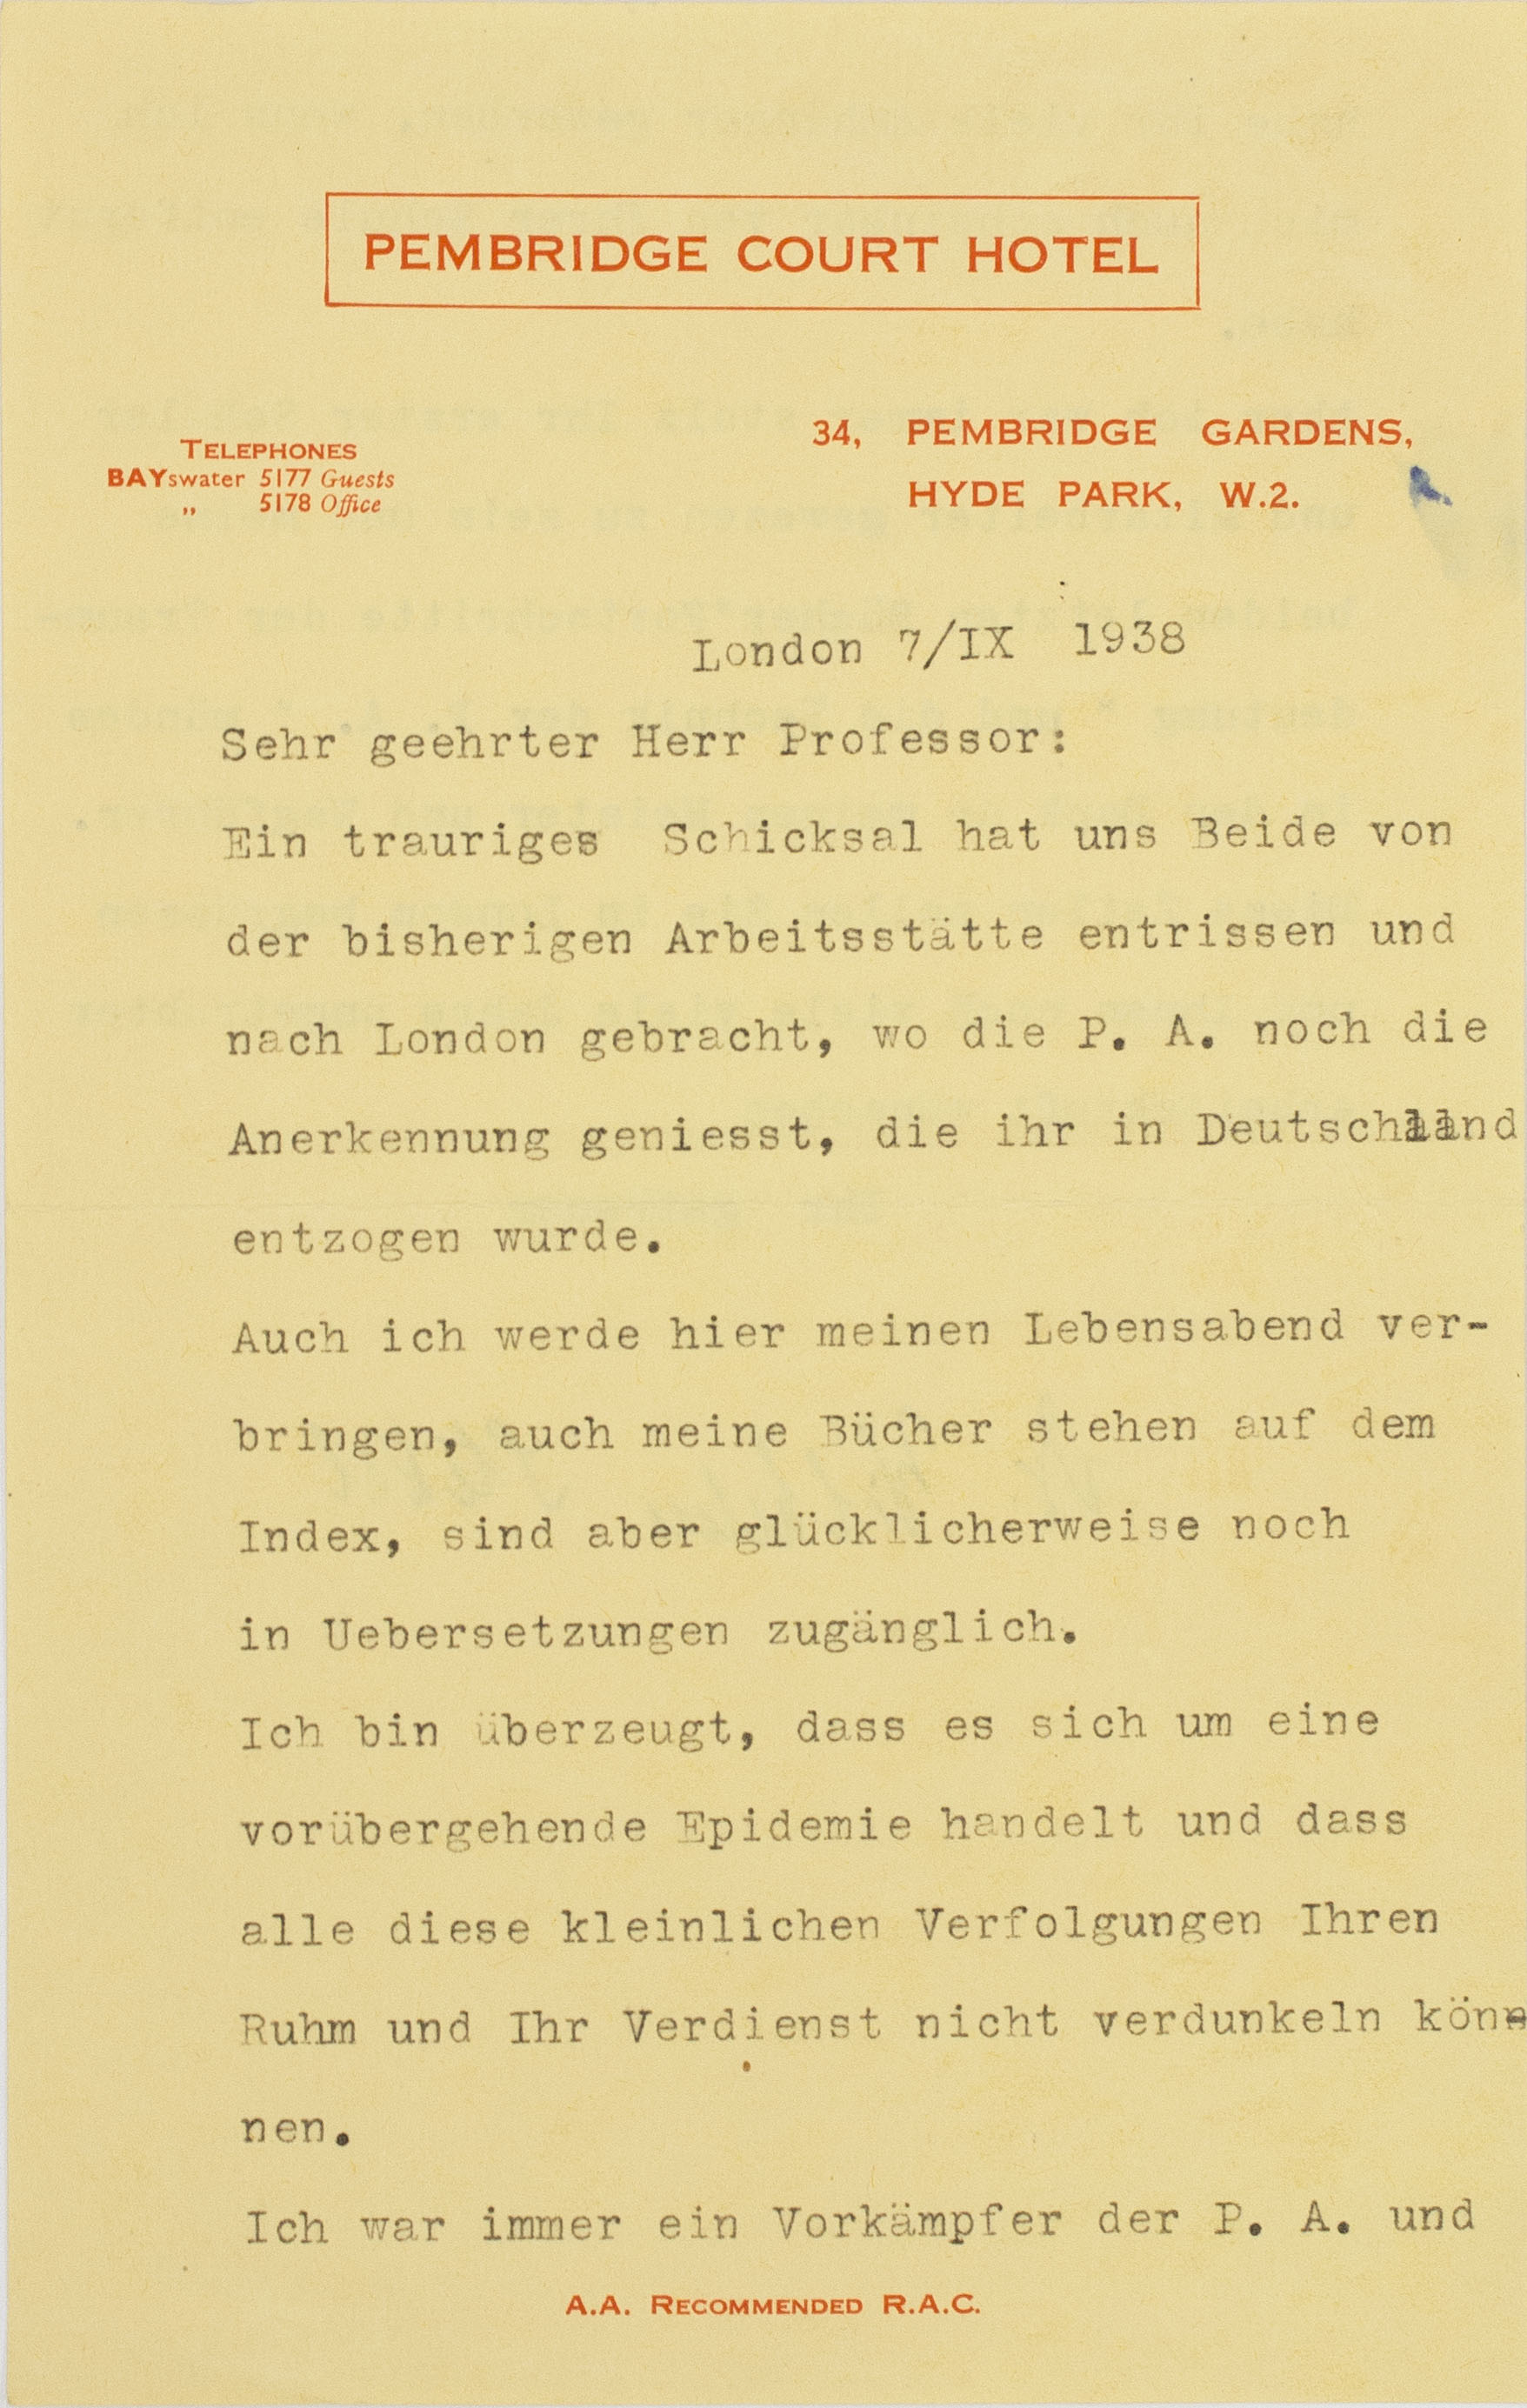 PEMBRIDGE COURT HOTEL
TELEPHONES
BAYswater 5177 Guests
„ 5178 Office
34, PEMBRIDGE GARDENS,
HYDE PARK, W.2.
London 7/IX 1938
Sehr geehrter Herr Professor:
Ein trauriges Schicksal hat uns Beide von
der bisherigen Arbeitsstätte entrissen und
nach London gebracht, wo die P. A. noch die
Anerkennung geniesst, die ihr in Deutschland
entzogen wurde.
Auch ich werde hier meinen Lebensabend ver-
bringen, auch meine Bücher stehen auf dem
Index, sind aber glücklicherweise noch
in Uebersetzungen zugänglich.
Ich bin überzeugt, dass es sich um eine
vorübergehende Epidemie handelt und dass
alle diese kleinlichen Verfolgungen Ihren
Ruhm und Ihr Verdienst nicht verdunkeln kön-
nen.
Ich war immer ein Vorkämpfer der P. A. und
A.A. RECOMMENDED R.A.C.